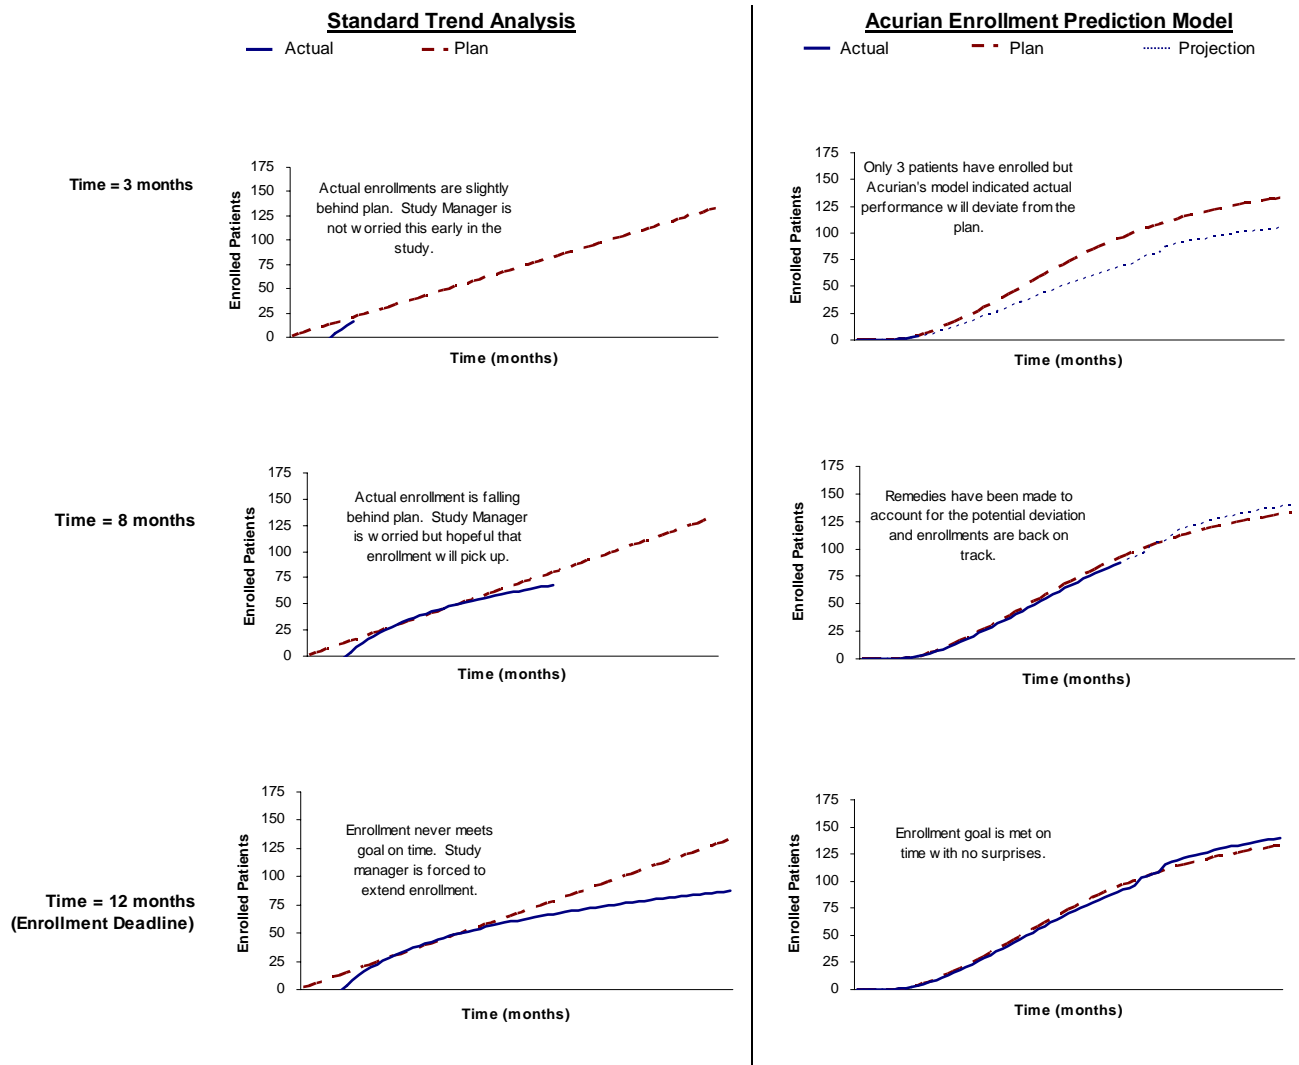 Standard Trend Analysis
Actual
Plan
Acurian Enrollment Prediction Model
Actual
Plan
Projection
Time = 3 months
175
150
125
100
75
50
25
0
Enrolled Patients
Actual enrollments are slightly
behind plan. Study Manager is
not worried this early in the
study.
Time (months)
175
150
125
100
75
50
25
0
Enrolled Patients
Only 3 patients have enrolled but
Acurian's model indicated actual
performance will deviate from the
plan.
Time (months)
Time = 8 months
175
150
125
100
75
50
25
0
Enrolled Patients
Actual enrollment is falling
behind plan. Study Manager
is worried but hopeful that
enrollment will pick up.
Time (months)
175
150
125
100
75
50
25
0
Enrolled Patients
Remedies have been made to
account for the potential deviation
and enrollments are back on
track.
Time (months)
Time = 12 months
(Enrollment Deadline)
175
150
125
100
75
50
25
0
Enrolled Patients
Enrollment never meets
goal on time. Study
manager is forced to
extend enrollment.
Time (months)
175
150
125
100
75
50
25
0
Enrolled Patients
Enrollment goal is met on
time with no surprises.
Time (months)